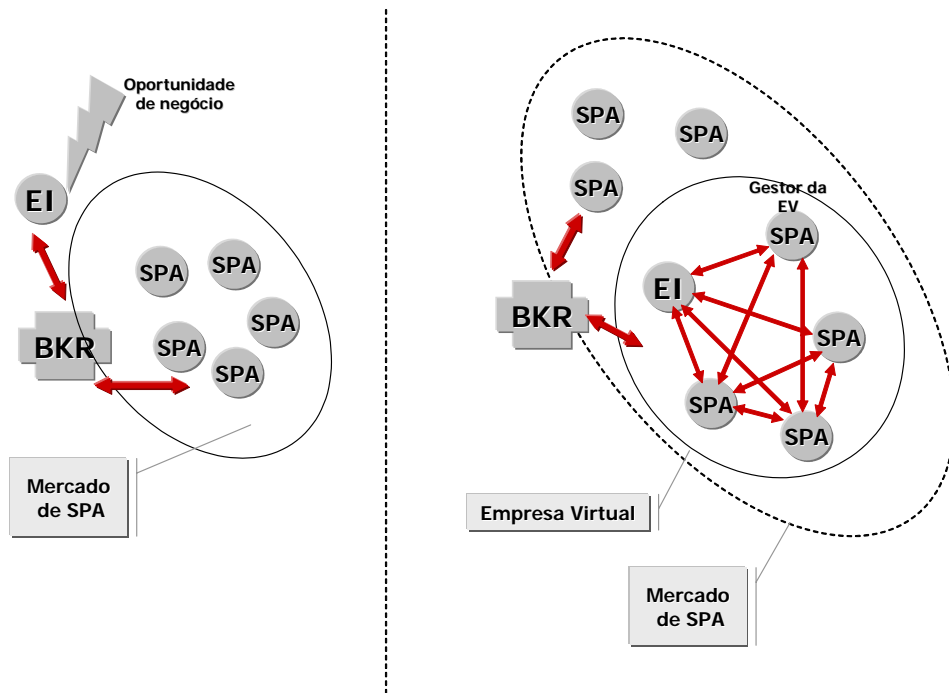 Oportunidade
de negócio
EI
SPA
SPA
SPA
BKR
SPA
SPA
Mercado
de SPA
SPA
SPA
SPA
Gestor da
EV
SPA
EI
BKR
SPA
SPA
SPA
Empresa Virtual
Mercado
de SPA